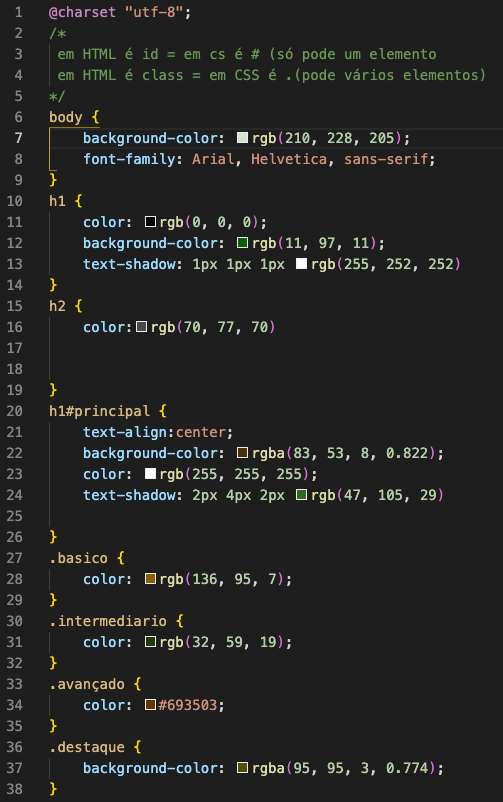 1 @charset "utf-8";
2 /*
3  em HTML é id = em cs é # (só pode um elemento
4  em HTML é class = em CSS é .(pode vários elementos)
5 */
6 body {
7     background-color: rgb(210, 228, 205);
8     font-family: Arial, Helvetica, sans-serif;
9 }
10 h1 {
11     color: rgb(0, 0, 0);
12     background-color: rgb(11, 97, 11);
13     text-shadow: 1px 1px 1px rgb(255, 252, 252)
14 }
15 h2 {
16     color:rgb(70, 77, 70)
17
18
19 }
20 h1#principal {
21     text-align:center;
22     background-color: rgba(83, 53, 8, 0.822);
23     color: rgb(255, 255, 255);
24     text-shadow: 2px 4px 2px rgb(47, 105, 29)
25
26 }
27 .basico {
28     color: rgb(136, 95, 7);
29 }
30 .intermediario {
31     color: rgb(32, 59, 19);
32 }
33 .avançado {
34     color: #693503;
35 }
36 .destaque {
37     background-color: rgba(95, 95, 3, 0.774);
38 }